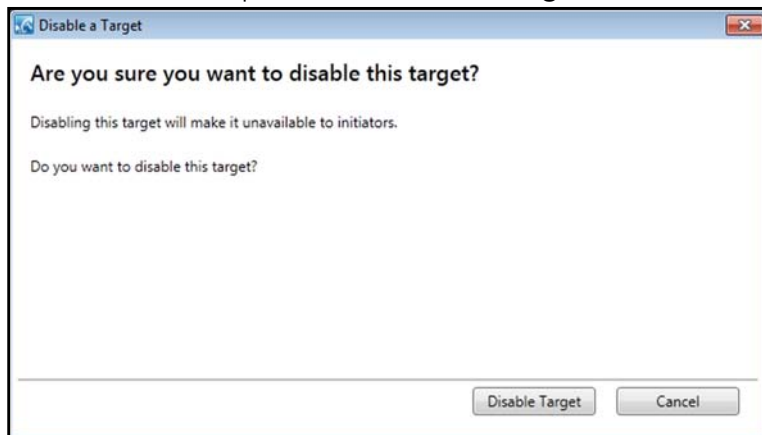 Disable a Target
Are you sure you want to disable this target?
Disabling this target will make it unavailable to initiators.
Do you want to disable this target?
Disable Target
Cancel